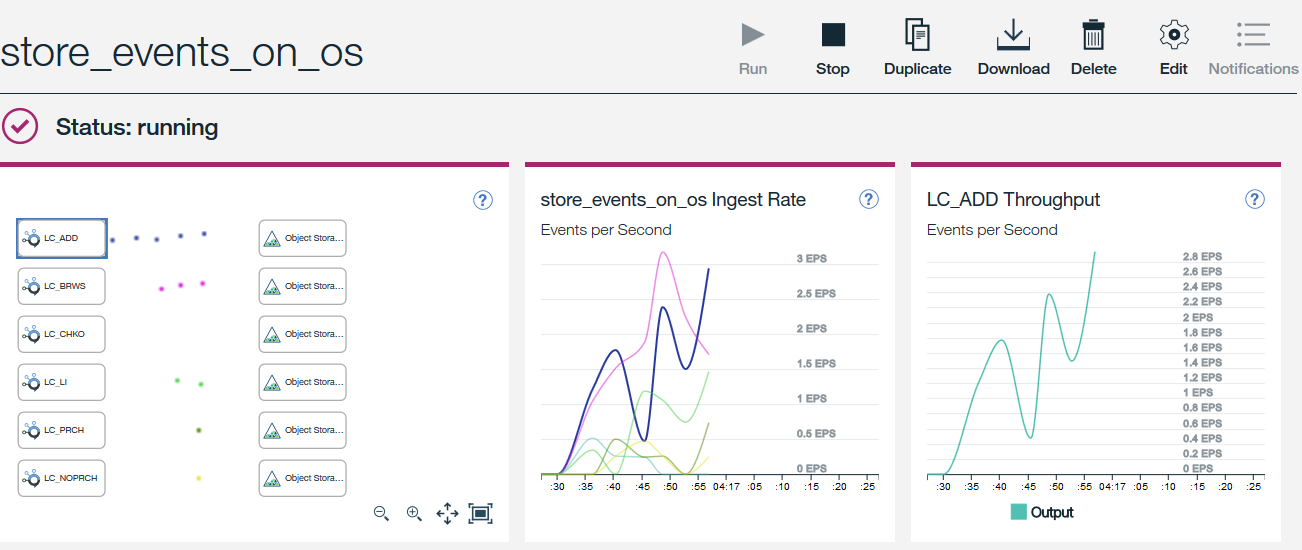 store_events_on_os
Run
Stop
Duplicate
Download
Delete
Edit
Notifications
Status: running
?
LC_ADD
Object Stora...
LC_BRWS
Object Stora...
LC_CHKO
Object Stora...
LC_LI
Object Stora...
LC_PRCH
Object Stora...
LC_NOPRCH
Object Stora...
store_events_on_os Ingest Rate
?
Events per Second
3 EPS
2.5 EPS
2 EPS
1.5 EPS
1 EPS
0.5 EPS
0 EPS
:30 :35 :40 :45 :50 :55 04:17 :05 :10 :15 :20 :25
LC_ADD Throughput
?
Events per Second
2.8 EPS
2.6 EPS
2.4 EPS
2.2 EPS
2 EPS
1.8 EPS
1.6 EPS
1.4 EPS
1.2 EPS
1 EPS
0.8 EPS
0.6 EPS
0.4 EPS
0.2 EPS
0 EPS
:30 :35 :40 :45 :50 :55 04:17 :05 :10 :15 :20 :25
Output